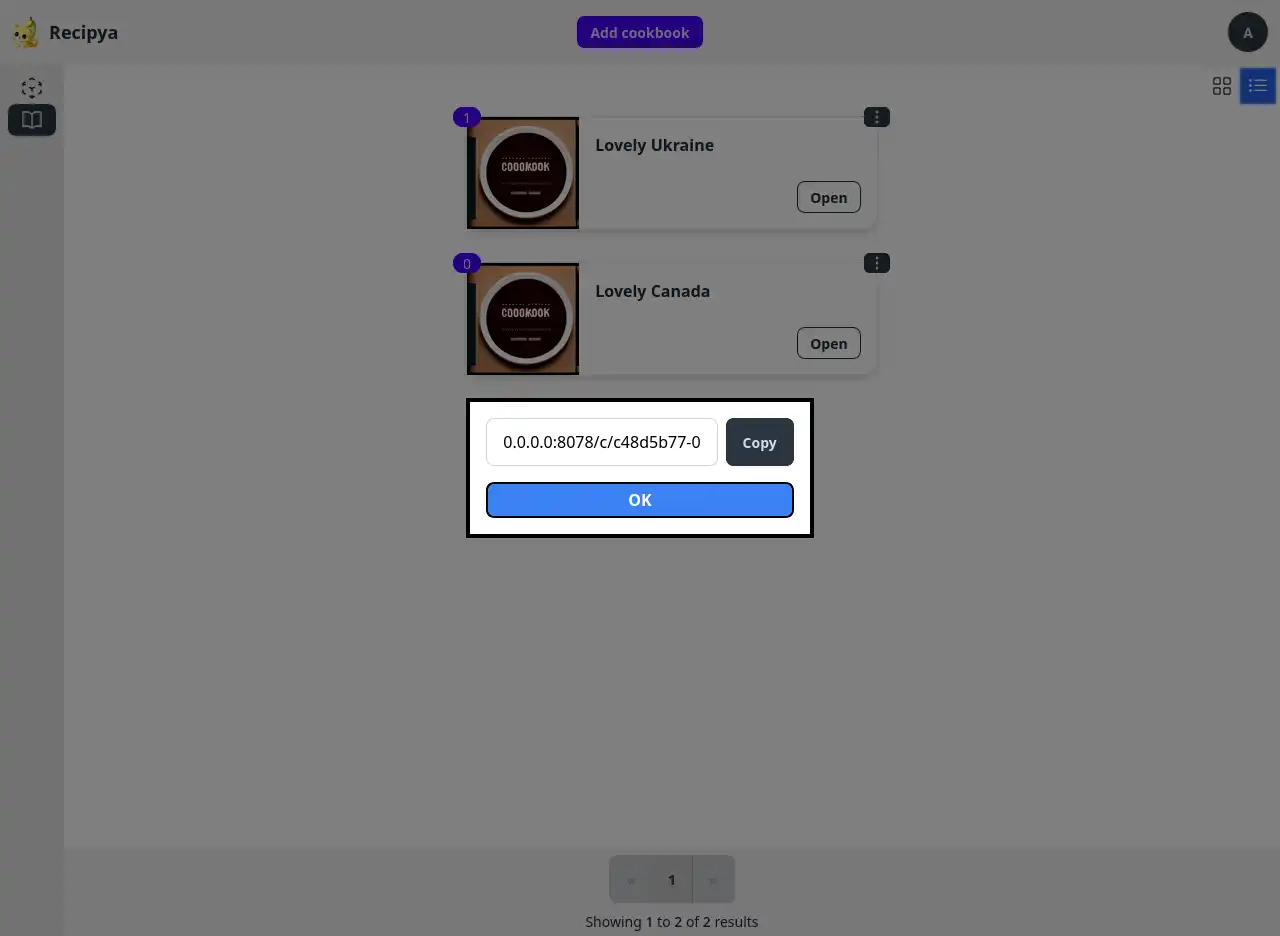 Recipya
Add cookbook
A
1
COOOKOOK
Lovely Ukraine
Open
0
COOOKOOK
Lovely Canada
Open
0.0.0.0:8078/c/c48d5b77-0
Copy
OK
« 1 »
Showing 1 to 2 of 2 results